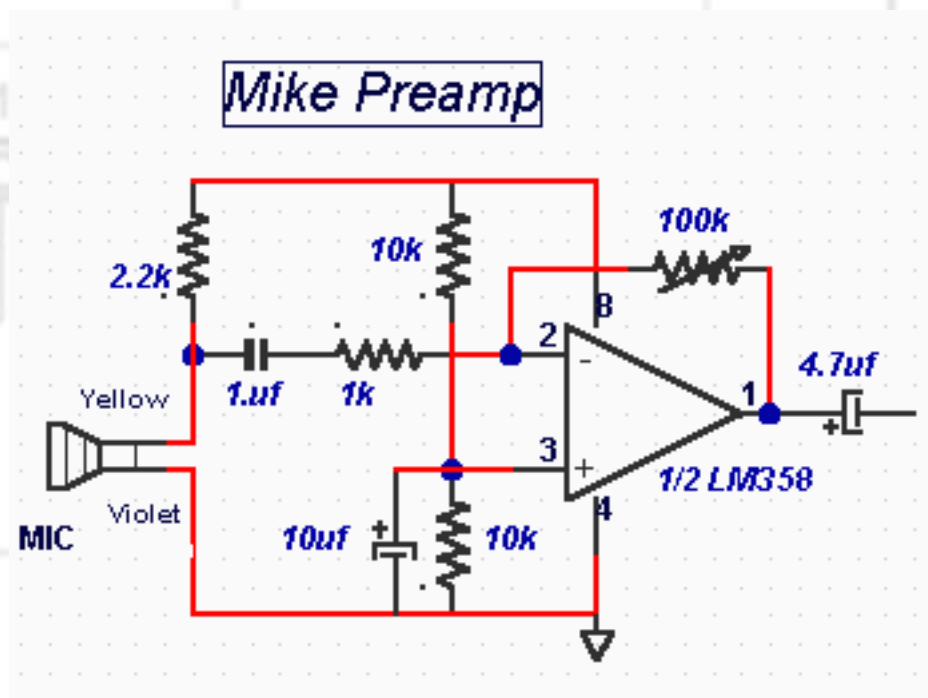 Mike Preamp
100k
10k
2.2k
8
2
-
1.uf
1k
4.7uf
Yellow
1
+
3
+
1/2 LM358
Violet
4
MIC
+
10uf
10k